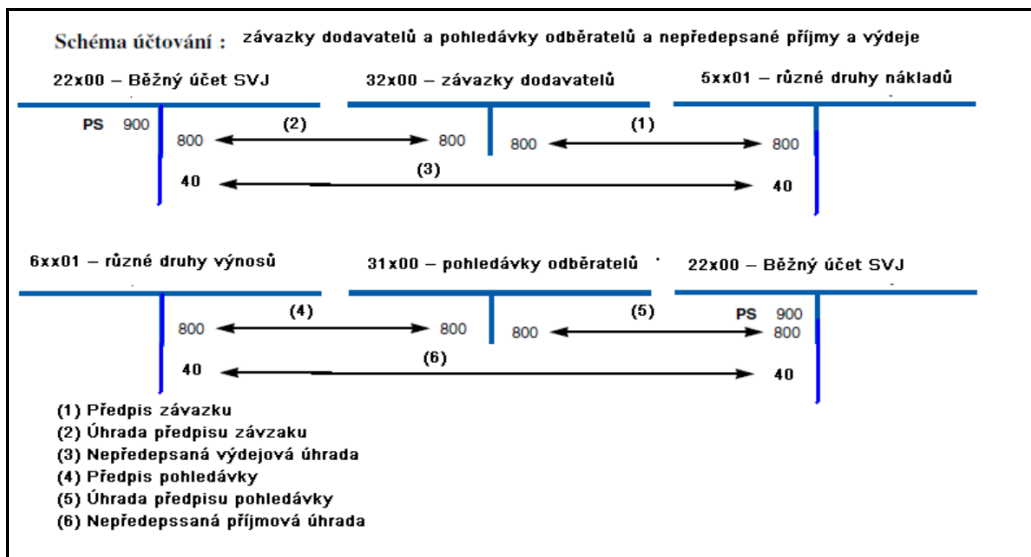 Schéma účtování : závazky dodavatelů a pohledávky odběratelů a nepředepsané příjmy a výdeje
22x00 – Běžný účet SVJ 32x00 – závazky dodavatelů 5xx01 – různé druhy nákladů
PS 900 (2) (1)
800 800 800 800
(3)
40 40
6xx01 – různé druhy výnosů 31x00 – pohledávky odběratelů 22x00 – Běžný účet SVJ
(4) (5) PS 900
800 800 800 800
(6)
40 40
(1) Předpis závazku
(2) Úhrada předpisu závzaku
(3) Nepředepsaná výdejová úhrada
(4) Předpis pohledávky
(5) Úhrada předpisu pohledávky
(6) Nepředepssaná příjmová úhrada